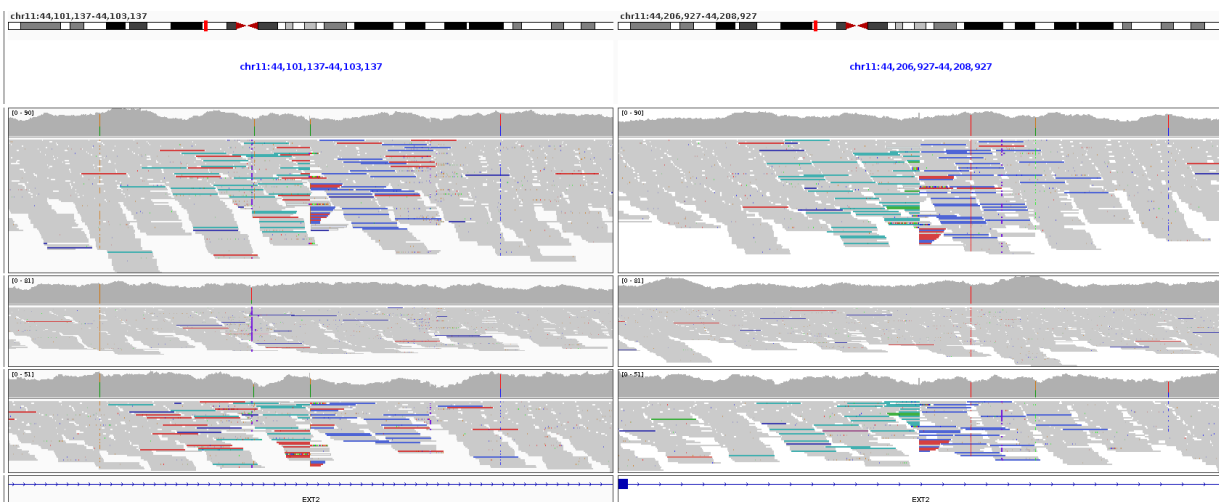 chr11:44,101,137-44,103,137
chr11:44,206,927-44,208,927
chr11:44,101,137-44,103,137
chr11:44,206,927-44,208,927
[0 - 90]
[0 - 90]
[0 - 81]
[0 - 81]
[0 - 51]
[0 - 51]
EXT2
EXT2